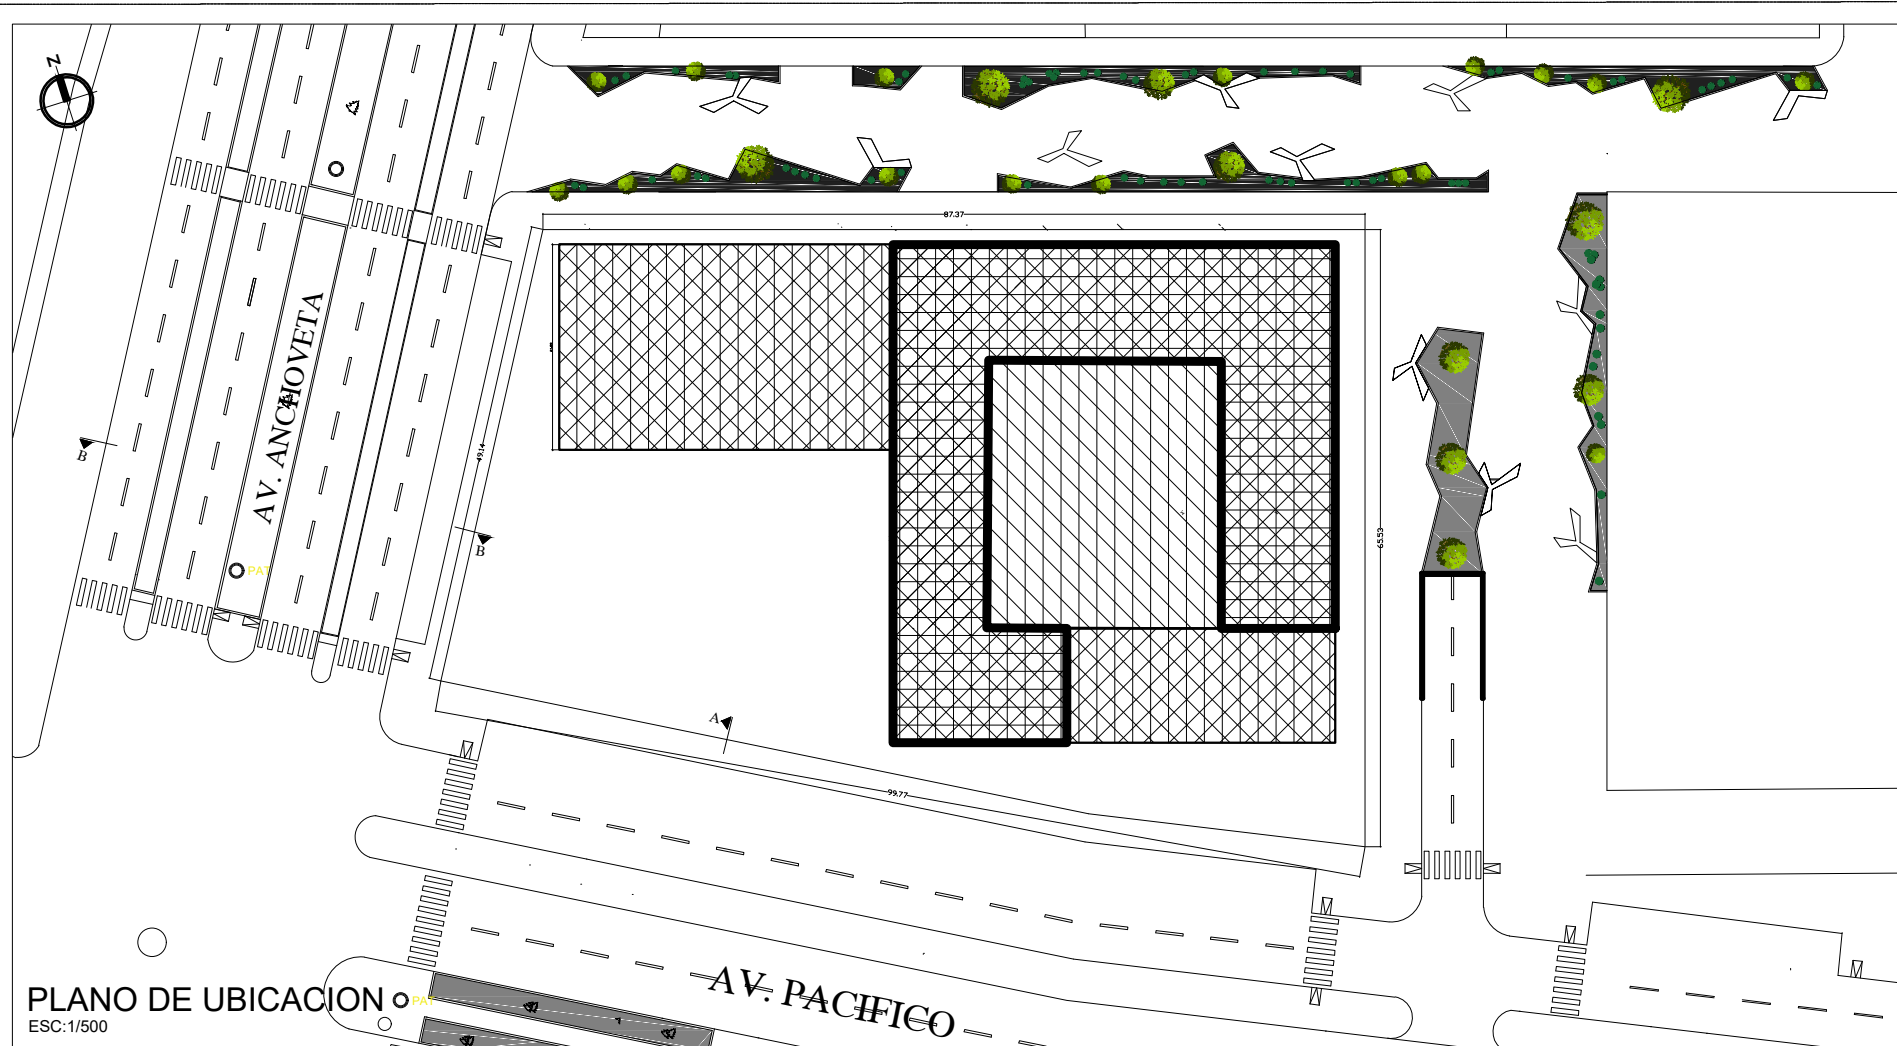 N
87.37
AV. ANCHOVETA
49.14
B
B
65.53
PAT
A
99.77
AV. PACIFICO
PLANO DE UBICACION
PAT
ESC:1/500